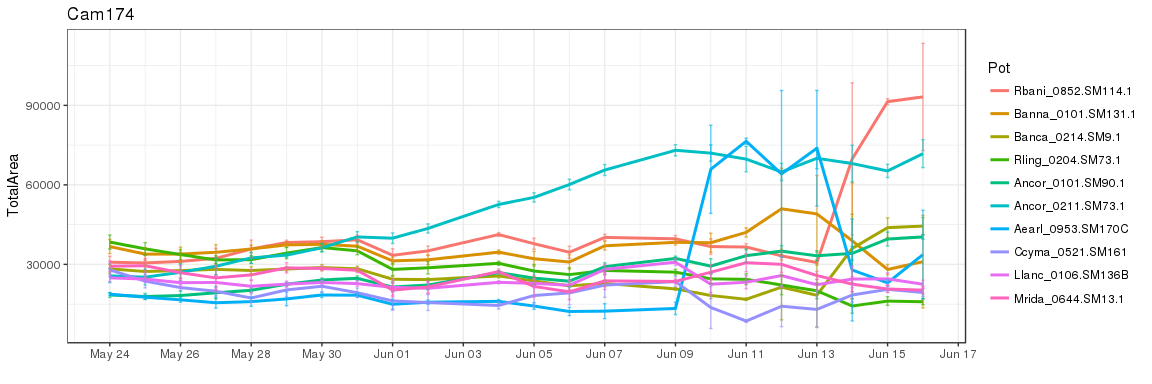 Cam174
TotalArea
90000
60000
30000
May 24 May 26 May 28 May 30 Jun 01 Jun 03 Jun 05 Jun 07 Jun 09 Jun 11 Jun 13 Jun 15 Jun 17
Pot
Rbani_0852.SM114.1
Banna_0101.SM131.1
Banca_0214.SM9.1
Rling_0204.SM73.1
Ancor_0101.SM90.1
Ancor_0211.SM73.1
Aearl_0953.SM170C
Ccyma_0521.SM161
Llanc_0106.SM136B
Mrida_0644.SM13.1